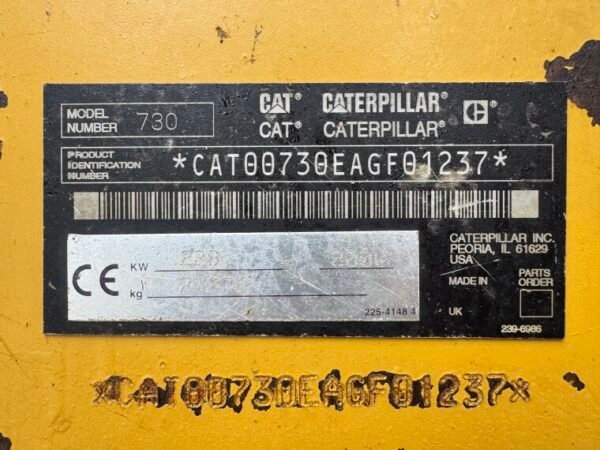 MODEL NUMBER 730
CAT® CATERPILLAR® C®
CAT® CATERPILLAR®
PRODUCT IDENTIFICATION NUMBER *CAT00730EAGF01237*
CATERPILLAR INC.
PEORIA, IL 61629
USA
MADE IN
UK
PARTS ORDER
CE
KW
kg
225-4148 4
239-6986
*CAT00730EAGF01237*